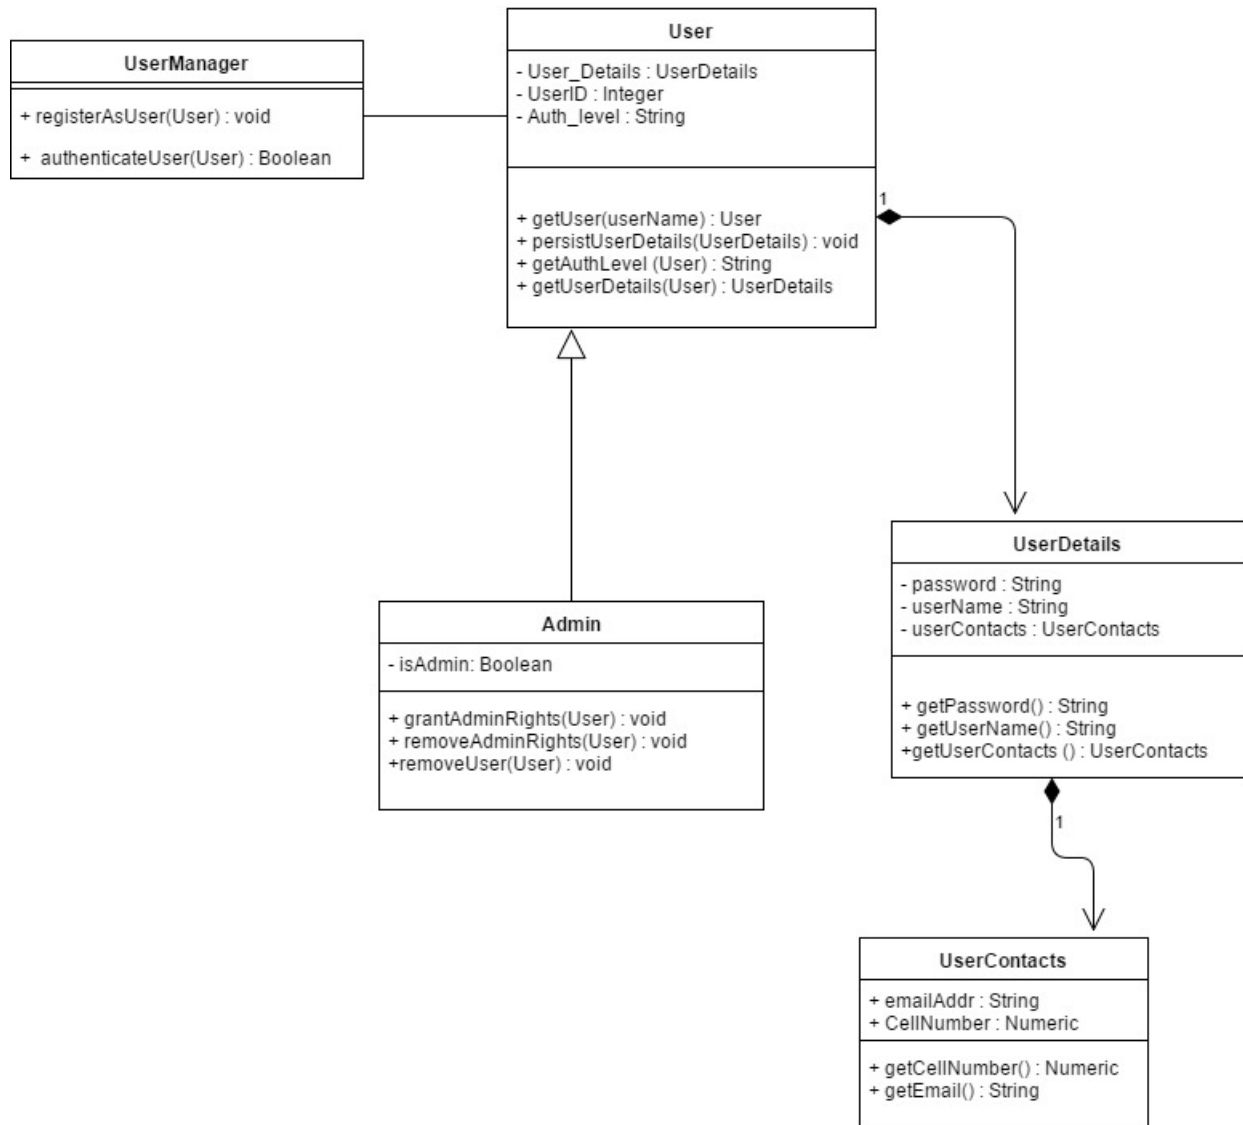 UserManager
+ registerAsUser(User) : void
+ authenticateUser(User) : Boolean
User
- User_Details : UserDetails
- UserID : Integer
- Auth_level : String
+ getUser(userName) : User
+ persistUserDetails(UserDetails) : void
+ getAuthLevel (User) : String
+ getUserDetails(User) : UserDetails
1
Admin
- isAdmin: Boolean
+ grantAdminRights(User) : void
+ removeAdminRights(User) : void
+removeUser(User) : void
UserDetails
- password : String
- userName : String
- userContacts : UserContacts
+ getPassword() : String
+ getUserName() : String
+getUserContacts () : UserContacts
1
UserContacts
+ emailAddr : String
+ CellNumber : Numeric
+ getCellNumber() : Numeric
+ getEmail() : String